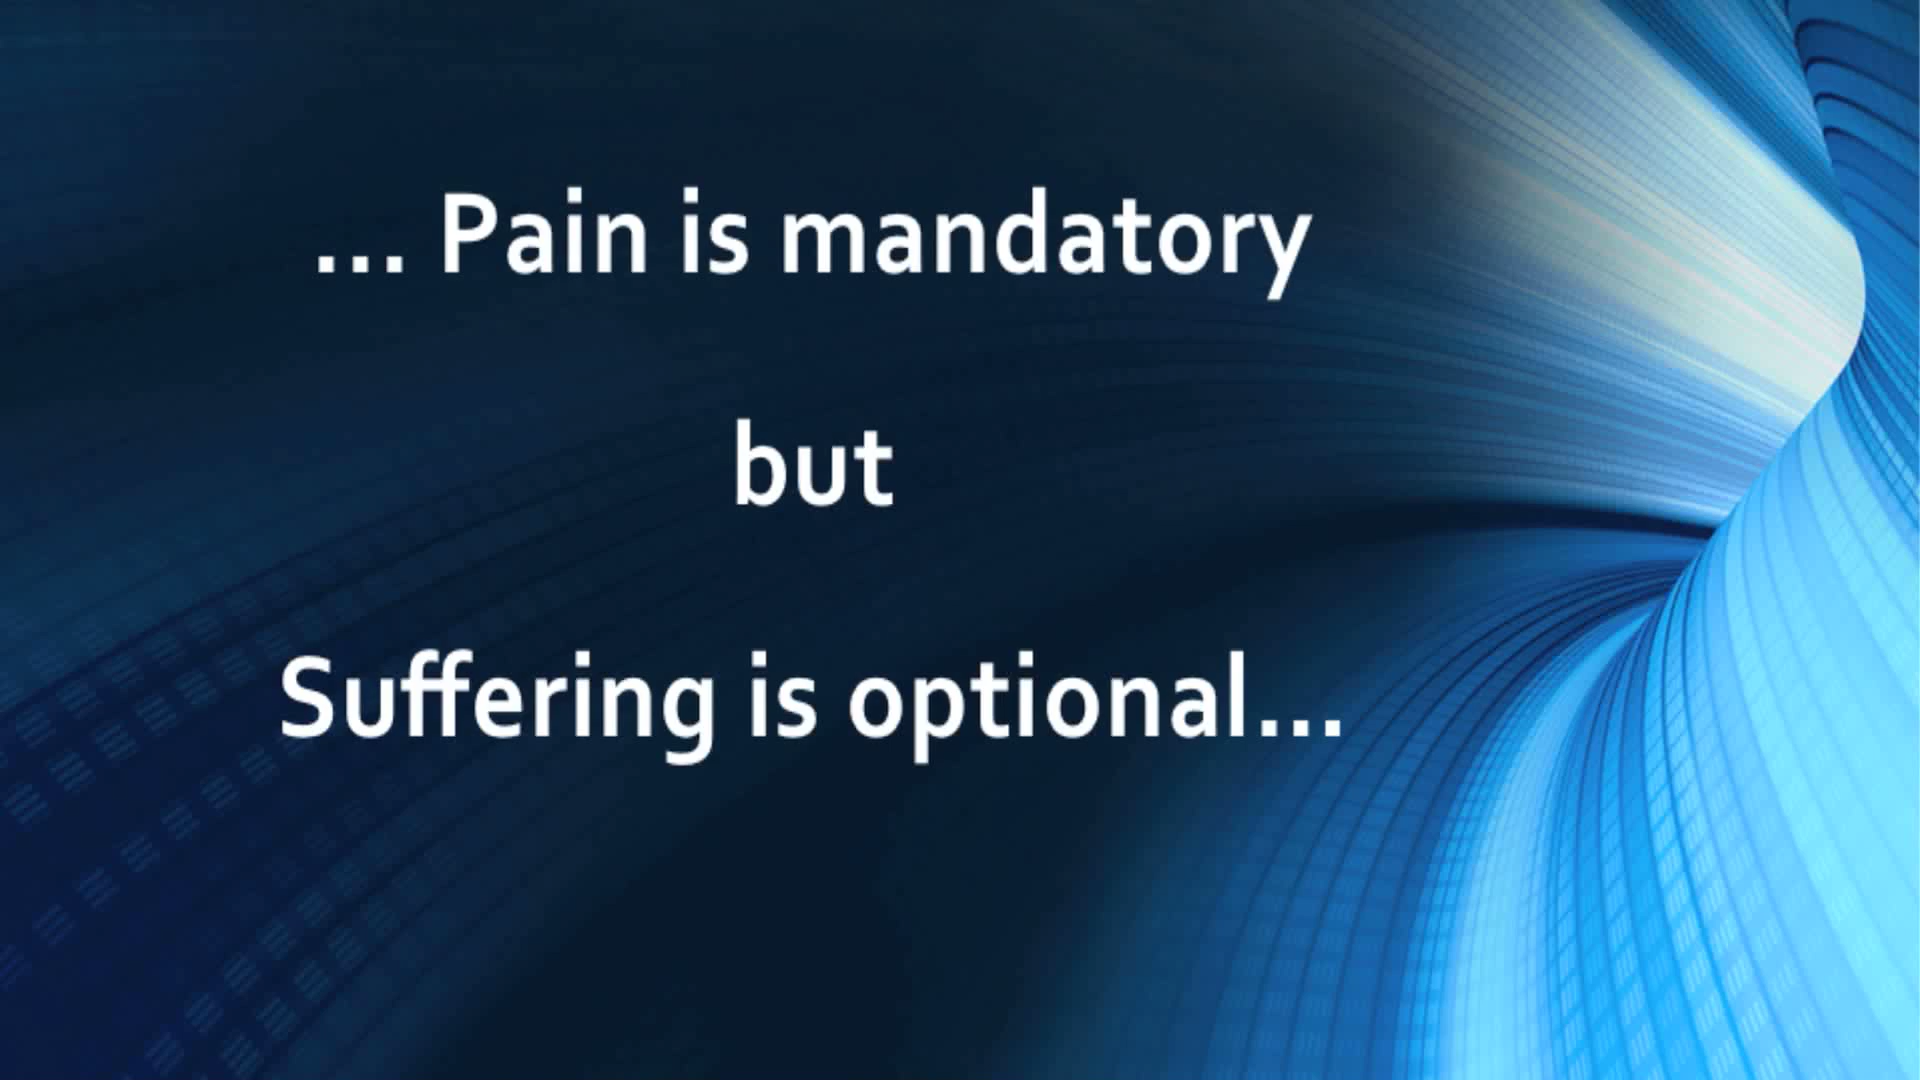 ... Pain is mandatory
but
Suffering is optional...